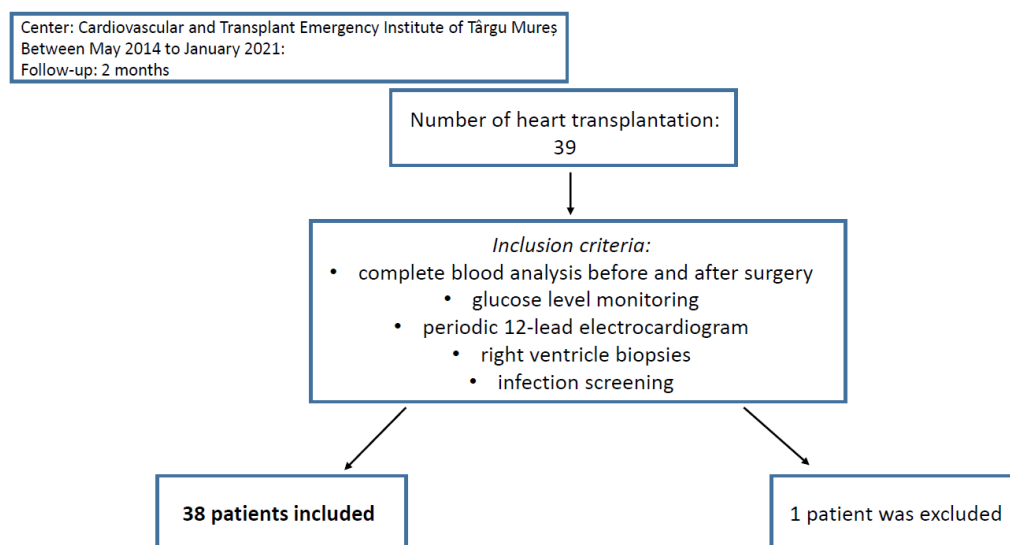 Center: Cardiovascular and Transplant Emergency Institute of Târgu Mureș
Between May 2014 to January 2021:
Follow-up: 2 months
Number of heart transplantation:
39
Inclusion criteria:
• complete blood analysis before and after surgery
• glucose level monitoring
• periodic 12-lead electrocardiogram
• right ventricle biopsies
• infection screening
38 patients included
1 patient was excluded